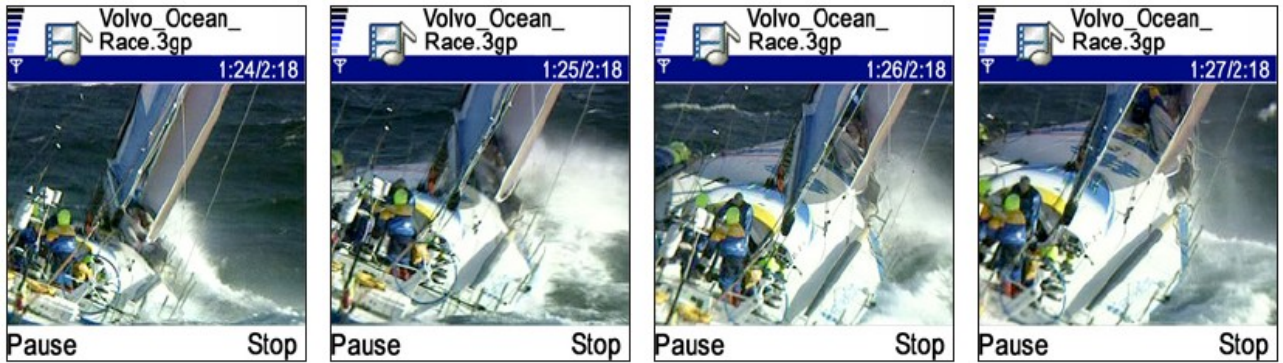 Volvo_Ocean_
Race.3gp
1:24/2:18
Pause Stop
Volvo_Ocean_
Race.3gp
1:25/2:18
Pause Stop
Volvo_Ocean_
Race.3gp
1:26/2:18
Pause Stop
Volvo_Ocean_
Race.3gp
1:27/2:18
Pause Stop